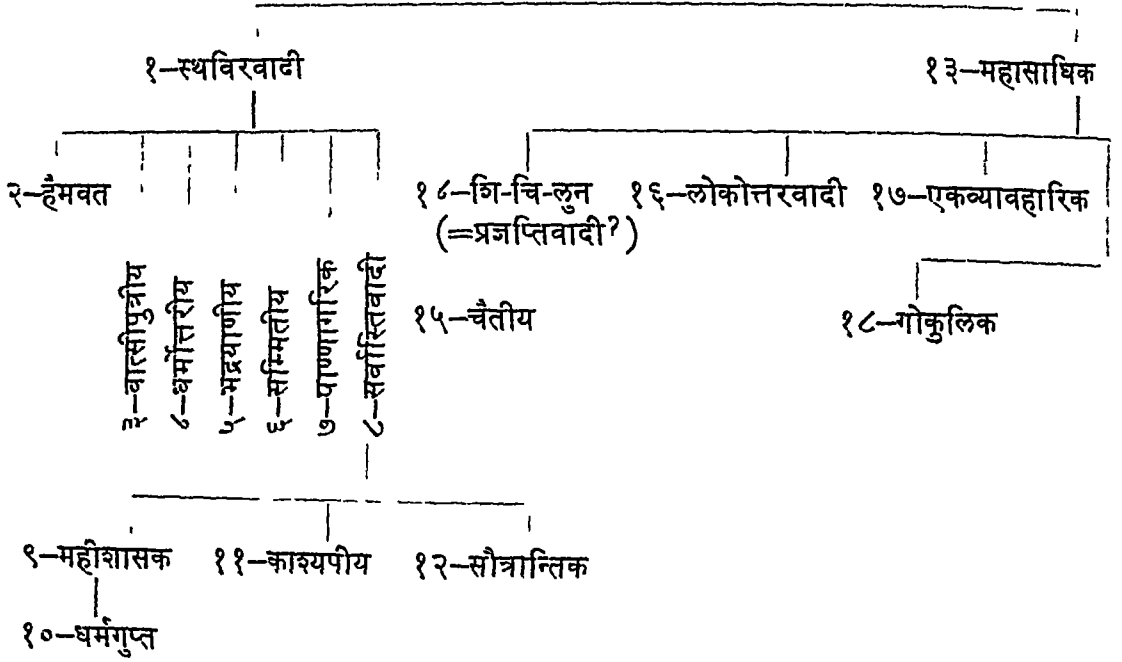 १–स्थविरवादी
१३–महासाघिक
२–हैमवत
१४–शि-चि-लुन
(=प्रज्ञप्तिवादी?)
१६–लोकोत्तरवादी
१७–एकव्यावहारिक
३–वात्सीपुत्रीय
४–धर्मोत्तरीय
५–भद्रयाणीय
६–सम्मितीय
७–पाण्णागरिक
८–सर्वास्तिवादी
१५–चैतीय
१८–गोकुलिक
९–महीशासक
११–काश्यपीय
१२–सौत्रान्तिक
१०–धर्मगुप्त